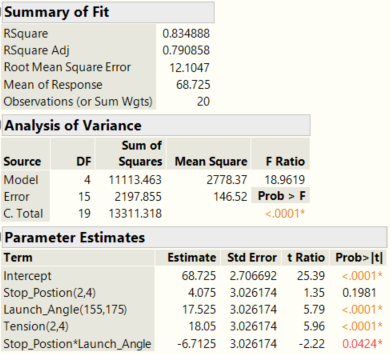 Summary of Fit
RSquare 0.834888
RSquare Adj 0.790858
Root Mean Square Error 12.1047
Mean of Response 68.725
Observations (or Sum Wgts) 20
Analysis of Variance
Sum of
Source DF Squares Mean Square F Ratio
Model 4 11113.463 2778.37 18.9619
Error 15 2197.855 146.52 Prob > F
C. Total 19 13311.318 <.0001*
Parameter Estimates
Term Estimate Std Error t Ratio Prob>|t|
Intercept 68.725 2.706692 25.39 <.0001*
Stop_Postion(2,4) 4.075 3.026174 1.35 0.1981
Launch_Angle(155,175) 17.525 3.026174 5.79 <.0001*
Tension(2,4) 18.05 3.026174 5.96 <.0001*
Stop_Postion*Launch_Angle -6.7125 3.026174 -2.22 0.0424*